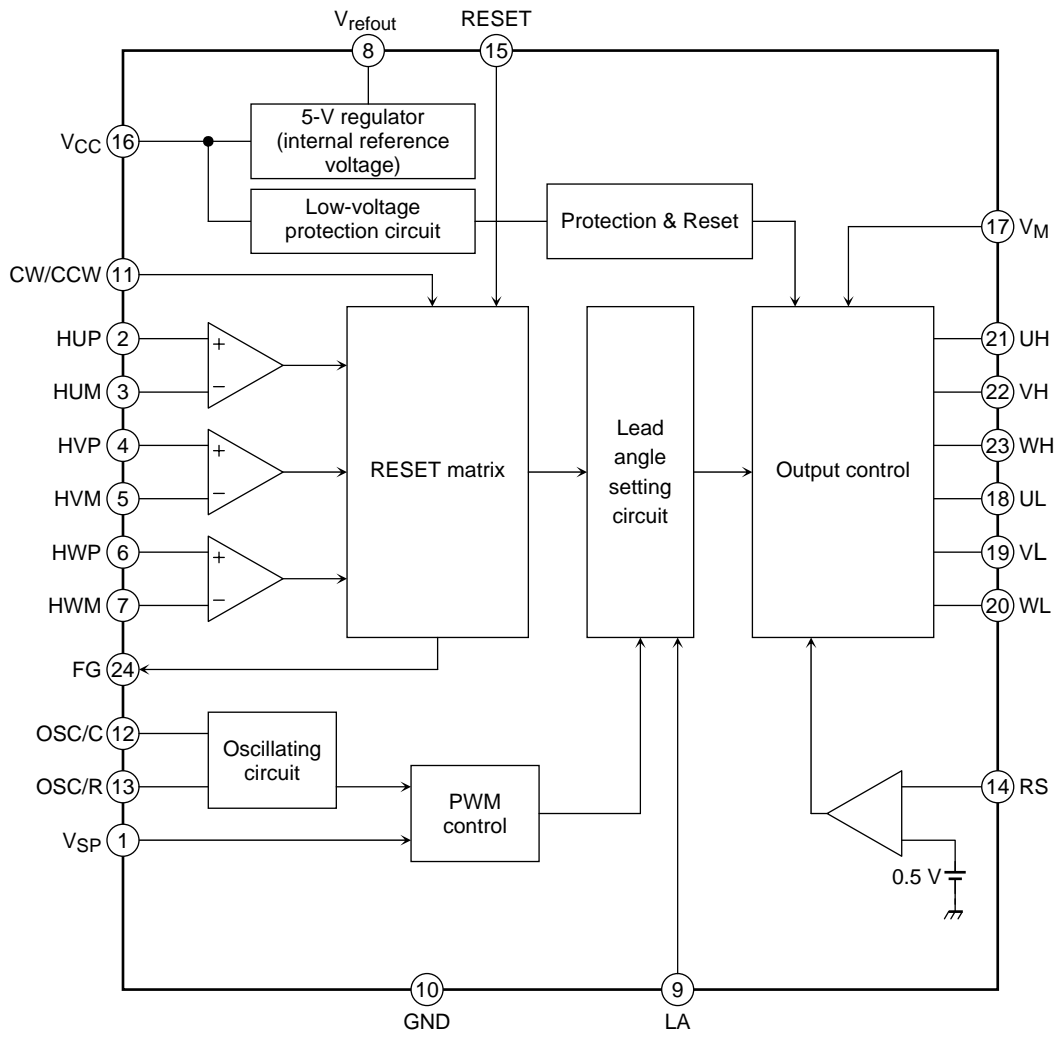 Vrefout
RESET
8
15
5-V regulator
(internal reference
voltage)
VCC 16
Low-voltage
protection circuit
Protection & Reset
17 VM
CW/CCW 11
HUP 2
+
HUM 3
−
HVP 4
+
HVM 5
−
HWP 6
+
HWM 7
−
RESET matrix
Lead
angle
setting
circuit
Output control
21 UH
22 VH
23 WH
18 UL
19 VL
20 WL
FG 24
OSC/C 12
OSC/R 13
Oscillating
circuit
VSP 1
PWM
control
14 RS
0.5 V
10
GND
9
LA